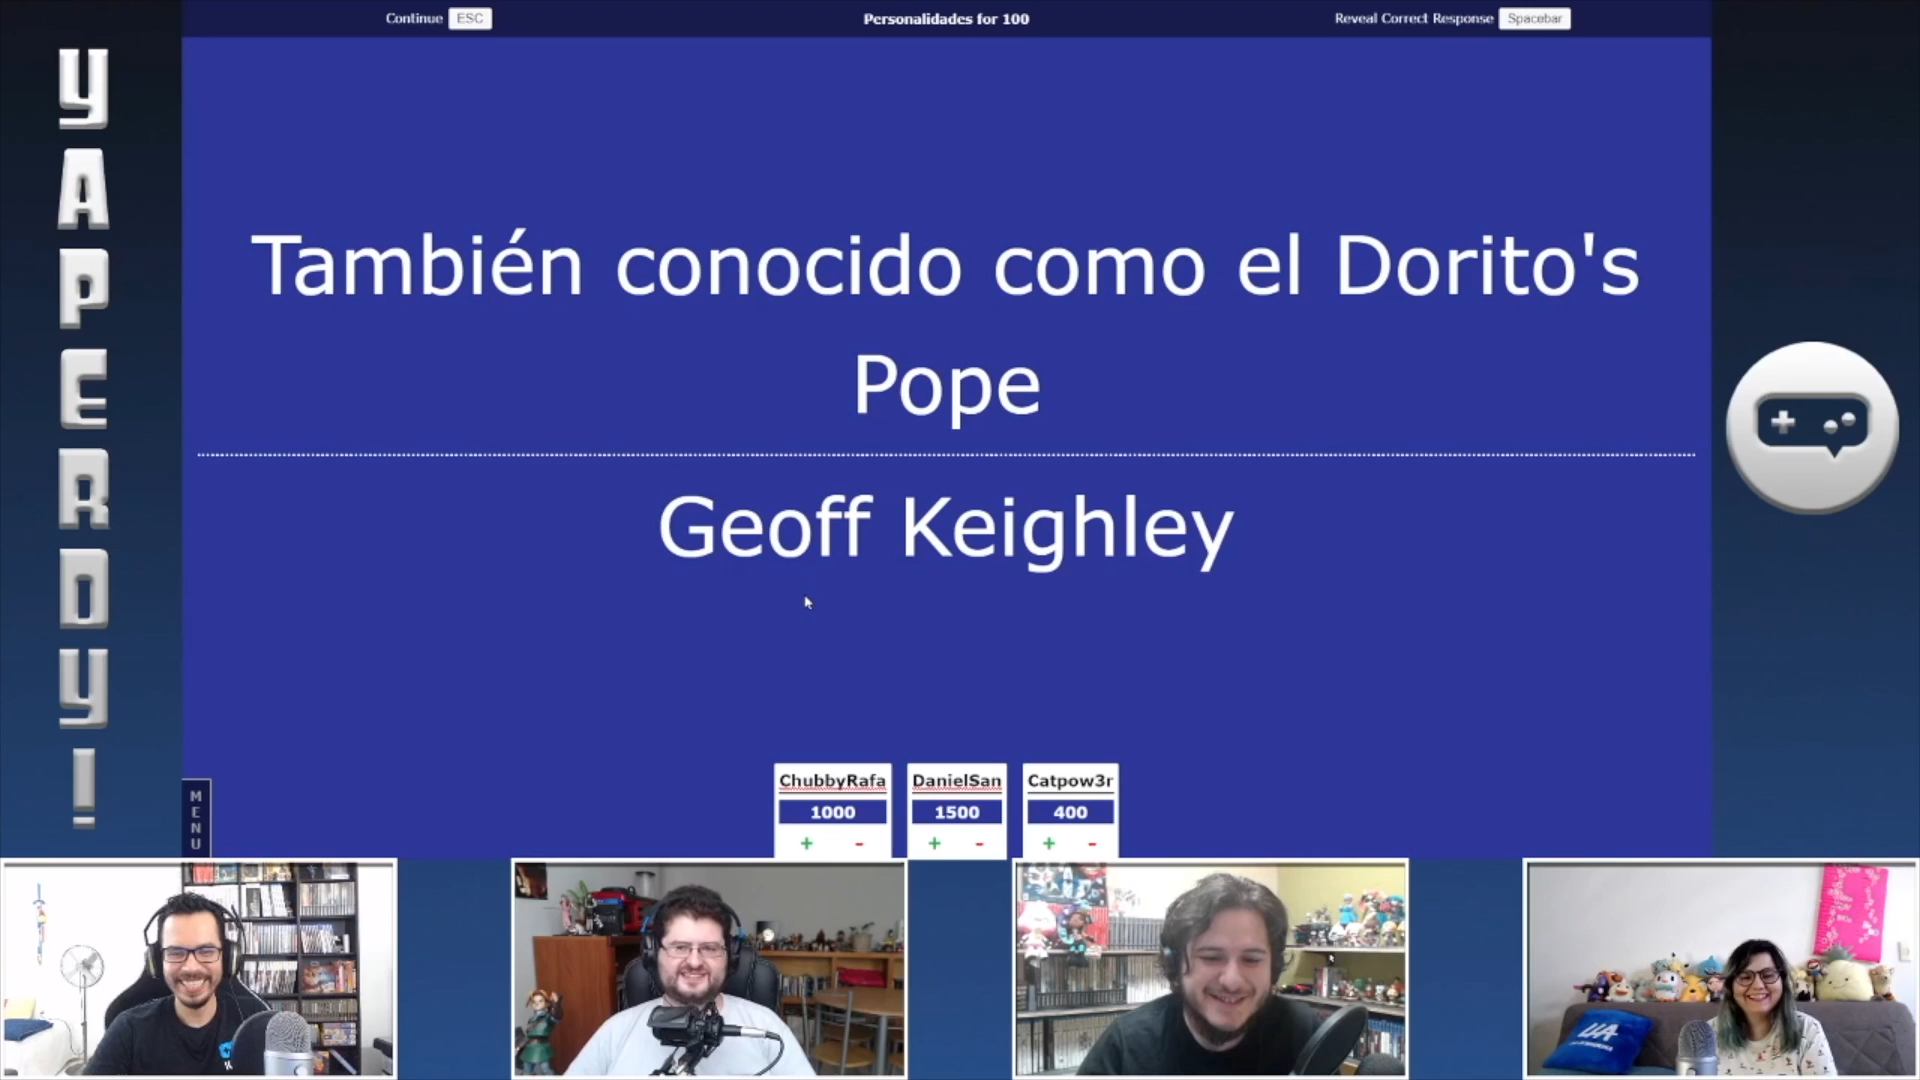 Continue ESC
Personalidades for 100
Reveal Correct Response Spacebar
YAPERDY!
También conocido como el Dorito's
Pope
Geoff Keighley
MENU
ChubbyRafa
1000
+ -
DanielSan
1500
+ -
Catpow3r
400
+ -